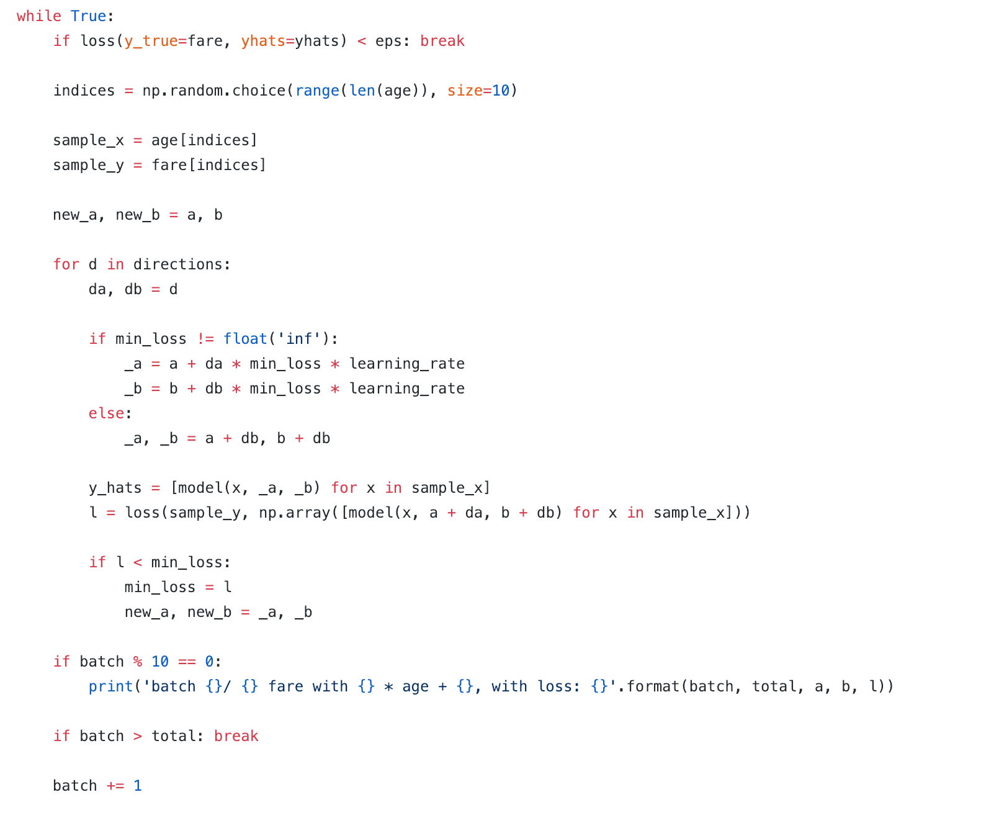 while True:
    if loss(y_true=fare, yhats=yhats) < eps: break
    indices = np.random.choice(range(len(age)), size=10)
    sample_x = age[indices]
    sample_y = fare[indices]
    new_a, new_b = a, b
    for d in directions:
        da, db = d
        if min_loss != float('inf'):
            _a = a + da * min_loss * learning_rate
            _b = b + db * min_loss * learning_rate
        else:
            _a, _b = a + db, b + db
        y_hats = [model(x, _a, _b) for x in sample_x]
        l = loss(sample_y, np.array([model(x, a + da, b + db) for x in sample_x]))
        if l < min_loss:
            min_loss = l
            new_a, new_b = _a, _b
    if batch % 10 == 0:
        print('batch {}/ {} fare with {} * age + {}, with loss: {}'.format(batch, total, a, b, l))
    if batch > total: break
    batch += 1